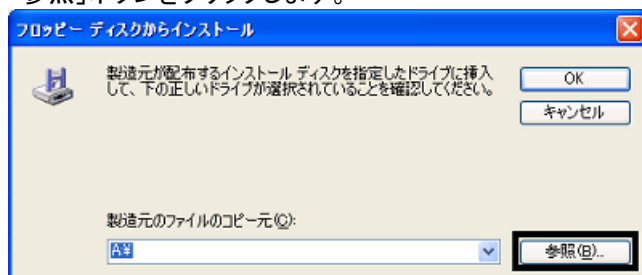 参照]ボタンをクリックします。
フロッピー ディスクからインストール
製造元が配布するインストール ディスクを指定したドライブに挿入
して、下の正しいドライブが選択されていることを確認してください。
OK
キャンセル
製造元のファイルのコピー元(C):
A¥
参照(B)...